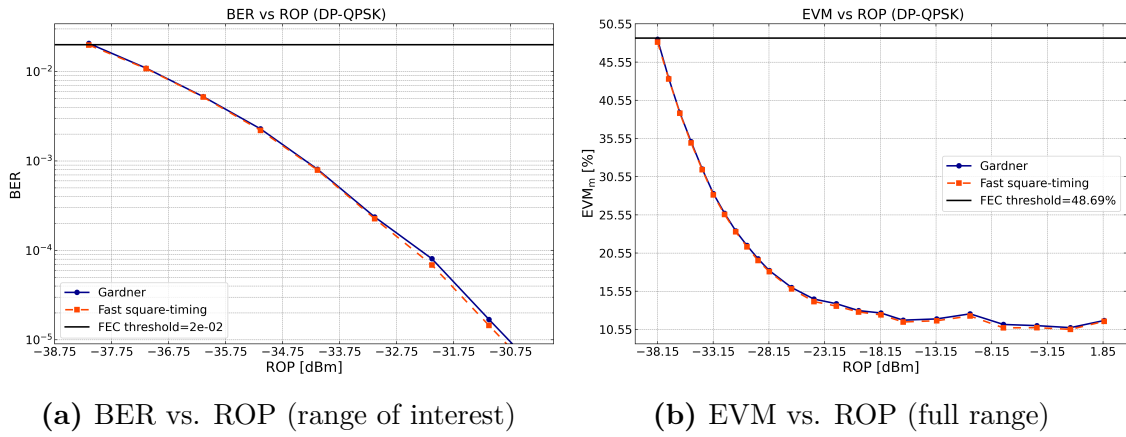 BER vs ROP (DP-QPSK)
BER
10⁻²
10⁻³
10⁻⁴
10⁻⁵
Gardner
Fast square-timing
FEC threshold=2e-02
−38.75 −37.75 −36.75 −35.75 −34.75 −33.75 −32.75 −31.75 −30.75
ROP [dBm]
(a) BER vs. ROP (range of interest)
EVM vs ROP (DP-QPSK)
EVMₘ [%]
50.55
45.55
40.55
35.55
30.55
25.55
20.55
15.55
10.55
Gardner
Fast square-timing
FEC threshold=48.69%
−38.15 −33.15 −28.15 −23.15 −18.15 −13.15 −8.15 −3.15 1.85
ROP [dBm]
(b) EVM vs. ROP (full range)